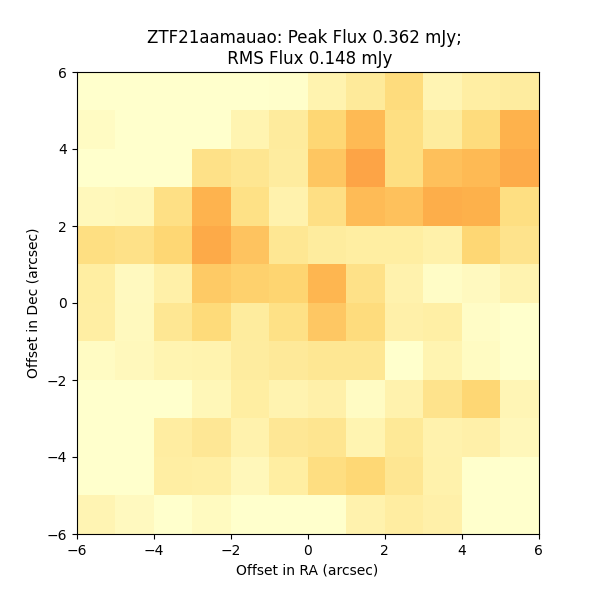 ZTF21aamauao: Peak Flux 0.362 mJy;
RMS Flux 0.148 mJy
6
4
2
0
−2
−4
−6
Offset in Dec (arcsec)
−6 −4 −2 0 2 4 6
Offset in RA (arcsec)